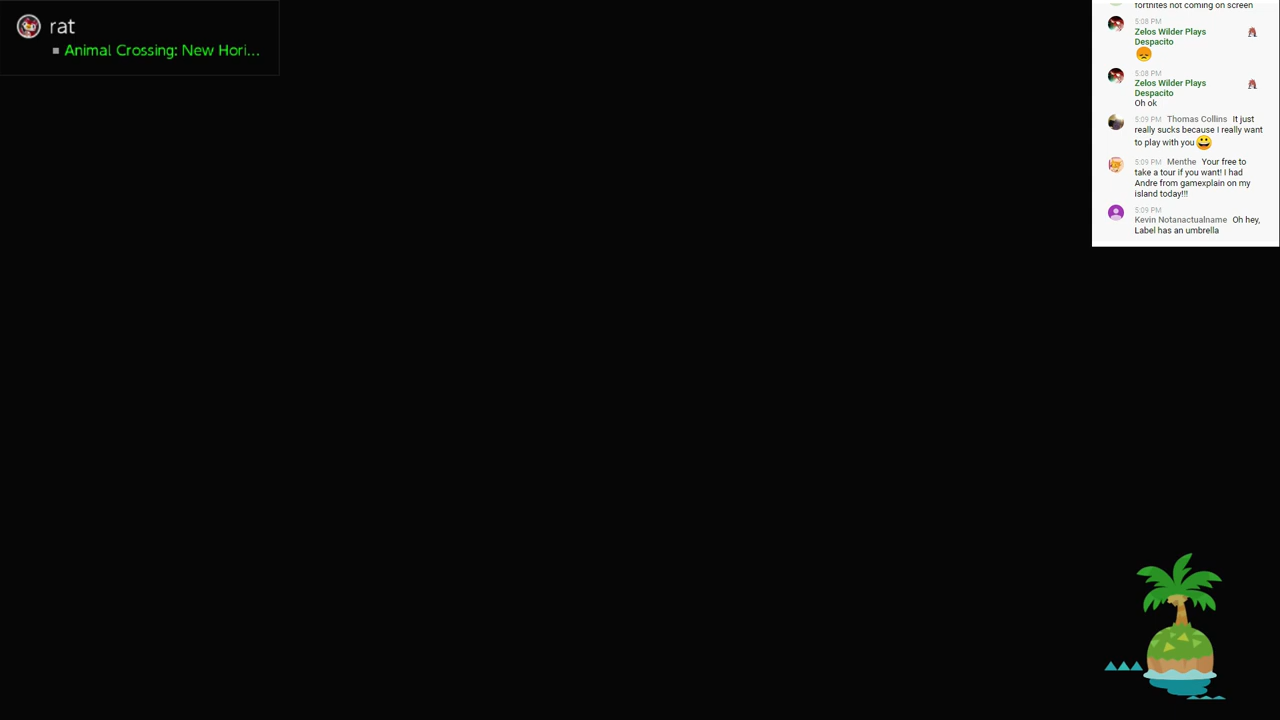 rat
Animal Crossing: New Hori...
fortnites not coming on screen
5:08 PM
Zelos Wilder Plays
Despacito
5:08 PM
Zelos Wilder Plays
Despacito
Oh ok
5:09 PM Thomas Collins It just
really sucks because I really want
to play with you
5:09 PM Menthe Your free to
take a tour if you want! I had
Andre from gamexplain on my
island today!!!
5:09 PM
Kevin Notanactualname Oh hey,
Label has an umbrella